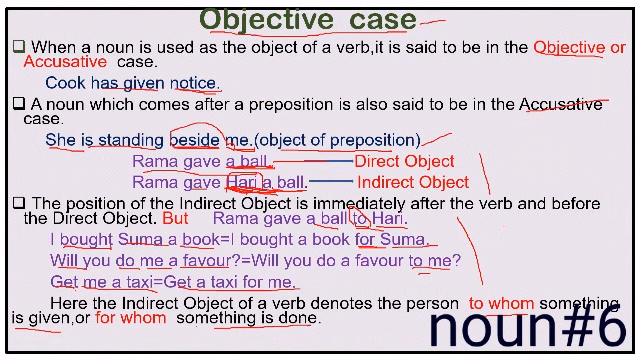 Objective case
❑ When a noun is used as the object of a verb,it is said to be in the Objective or
Accusative case.
Cook has given notice.
❑ A noun which comes after a preposition is also said to be in the Accusative
case.
She is standing beside me.(object of preposition)
Rama gave a ball. Direct Object
Rama gave Hari a ball. Indirect Object
❑ The position of the Indirect Object is immediately after the verb and before
the Direct Object. But Rama gave a ball to Hari.
I bought Suma a book=I bought a book for Suma.
Will you do me a favour?=Will you do a favour to me?
Get me a taxi=Get a taxi for me.
Here the Indirect Object of a verb denotes the person to whom something
is given,or for whom something is done.
noun#6